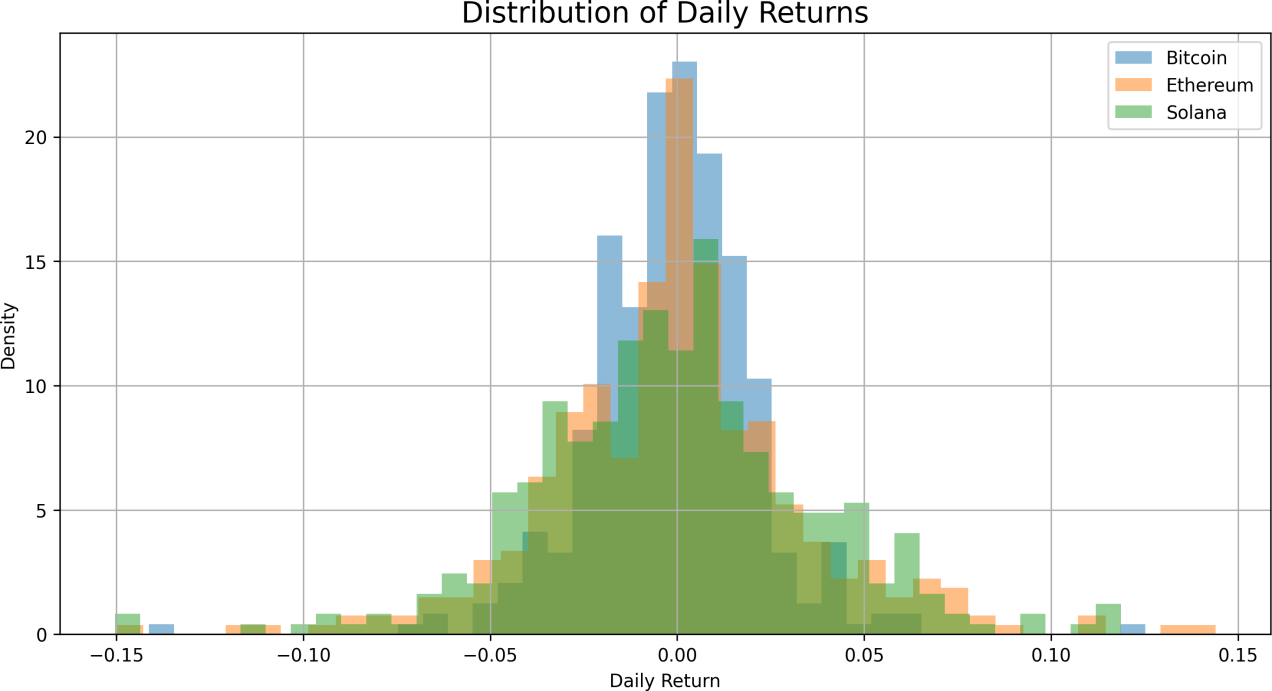 Distribution of Daily Returns
Bitcoin
Ethereum
Solana
Density
20
15
10
5
0
−0.15
−0.10
−0.05
0.00
0.05
0.10
0.15
Daily Return